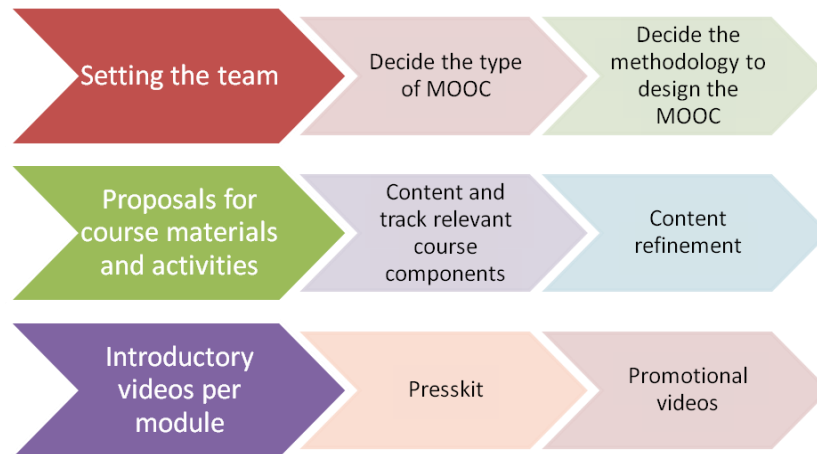 Setting the team
Decide the type
of MOOC
Decide the
methodology to
design the
MOOC
Proposals for
course materials
and activities
Content and
track relevant
course
components
Content
refinement
Introductory
videos per
module
Presskit
Promotional
videos